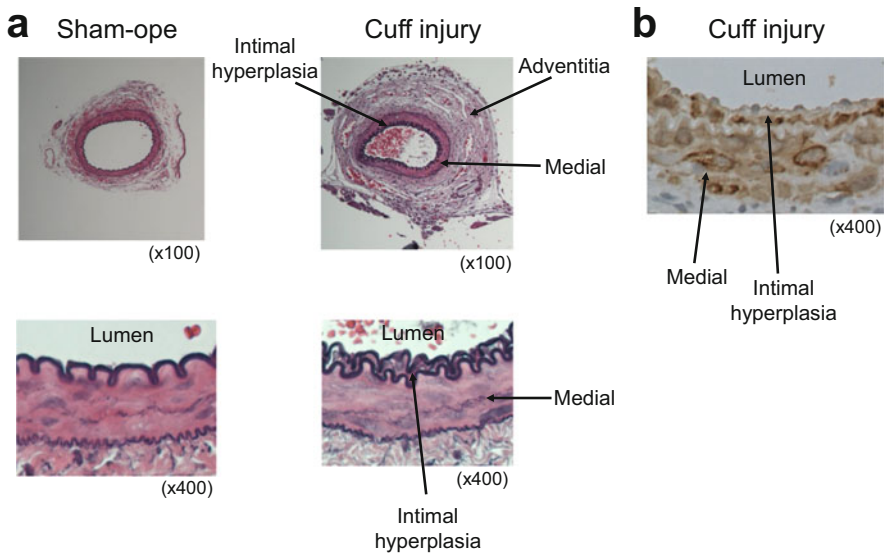 a
Sham-ope
Cuff injury
Intimal
hyperplasia
Adventitia
Medial
(x100)
(x100)
Lumen
Lumen
Medial
(x400)
(x400)
Intimal
hyperplasia
b
Cuff injury
Lumen
(x400)
Medial
Intimal
hyperplasia